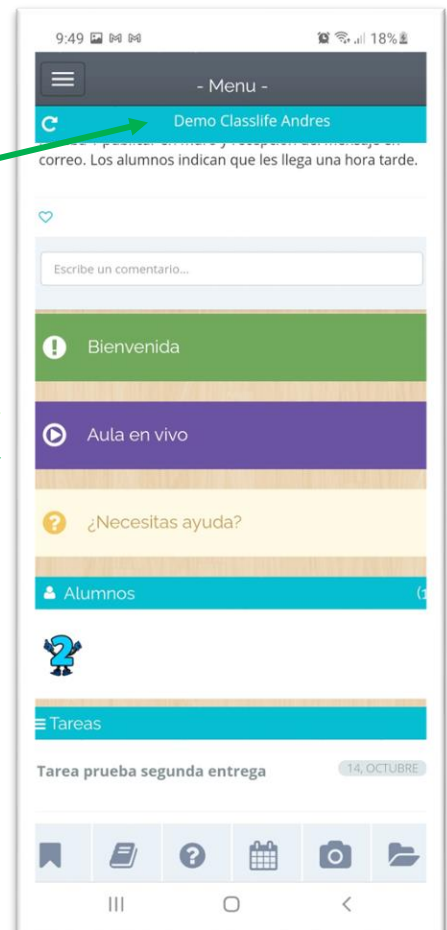 9:49
18%
- Menu -
Demo Classlife Andres
correo. Los alumnos indican que les llega una hora tarde.
Escribe un comentario...
Bienvenida
Aula en vivo
¿Necesitas ayuda?
Alumnos
2
Tareas
Tarea prueba segunda entrega
14, OCTUBRE